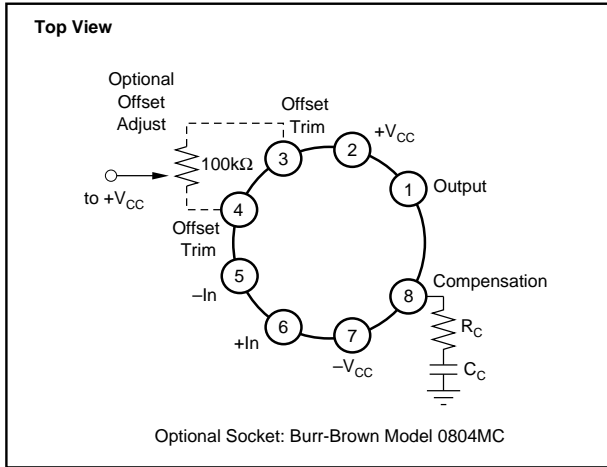 Top View
Optional
Offset
Adjust
Offset
Trim
+VCC
3
2
100kΩ
1
Output
to +VCC
4
Offset
Trim
5
Compensation
–In
8
RC
6
7
+In
–VCC
CC
Optional Socket: Burr-Brown Model 0804MC